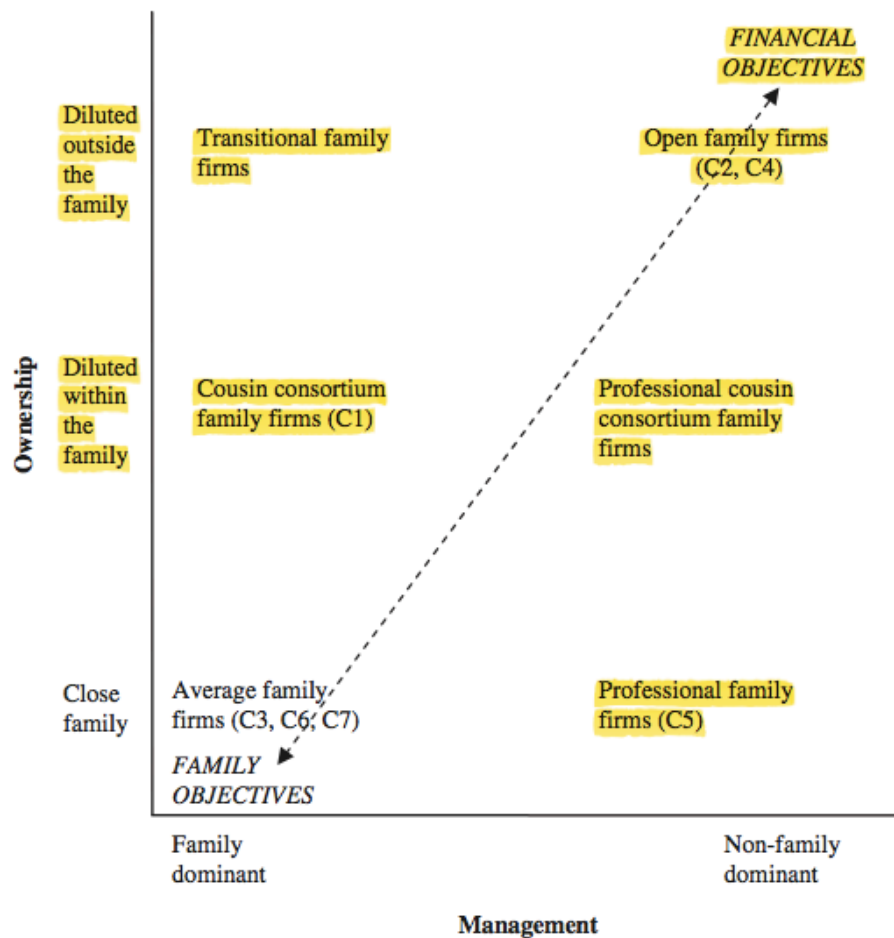 FINANCIAL
OBJECTIVES
Diluted
outside
the
family
Transitional family
firms
Open family firms
(C2, C4)
Ownership
Diluted
within
the
family
Cousin consortium
family firms (C1)
Professional cousin
consortium family
firms
Close
family
Average family
firms (C3, C6, C7)
Professional family
firms (C5)
FAMILY
OBJECTIVES
Family
dominant
Non-family
dominant
Management